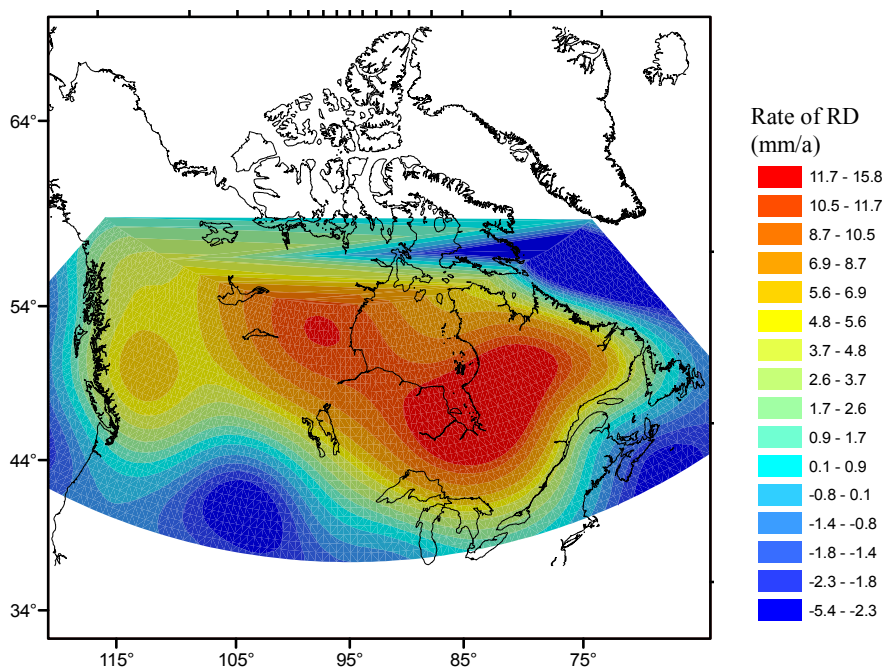 64°
54°
44°
34°
115°
105°
95°
85°
75°
Rate of RD
(mm/a)
11.7 - 15.8
10.5 - 11.7
8.7 - 10.5
6.9 - 8.7
5.6 - 6.9
4.8 - 5.6
3.7 - 4.8
2.6 - 3.7
1.7 - 2.6
0.9 - 1.7
0.1 - 0.9
-0.8 - 0.1
-1.4 - -0.8
-1.8 - -1.4
-2.3 - -1.8
-5.4 - -2.3